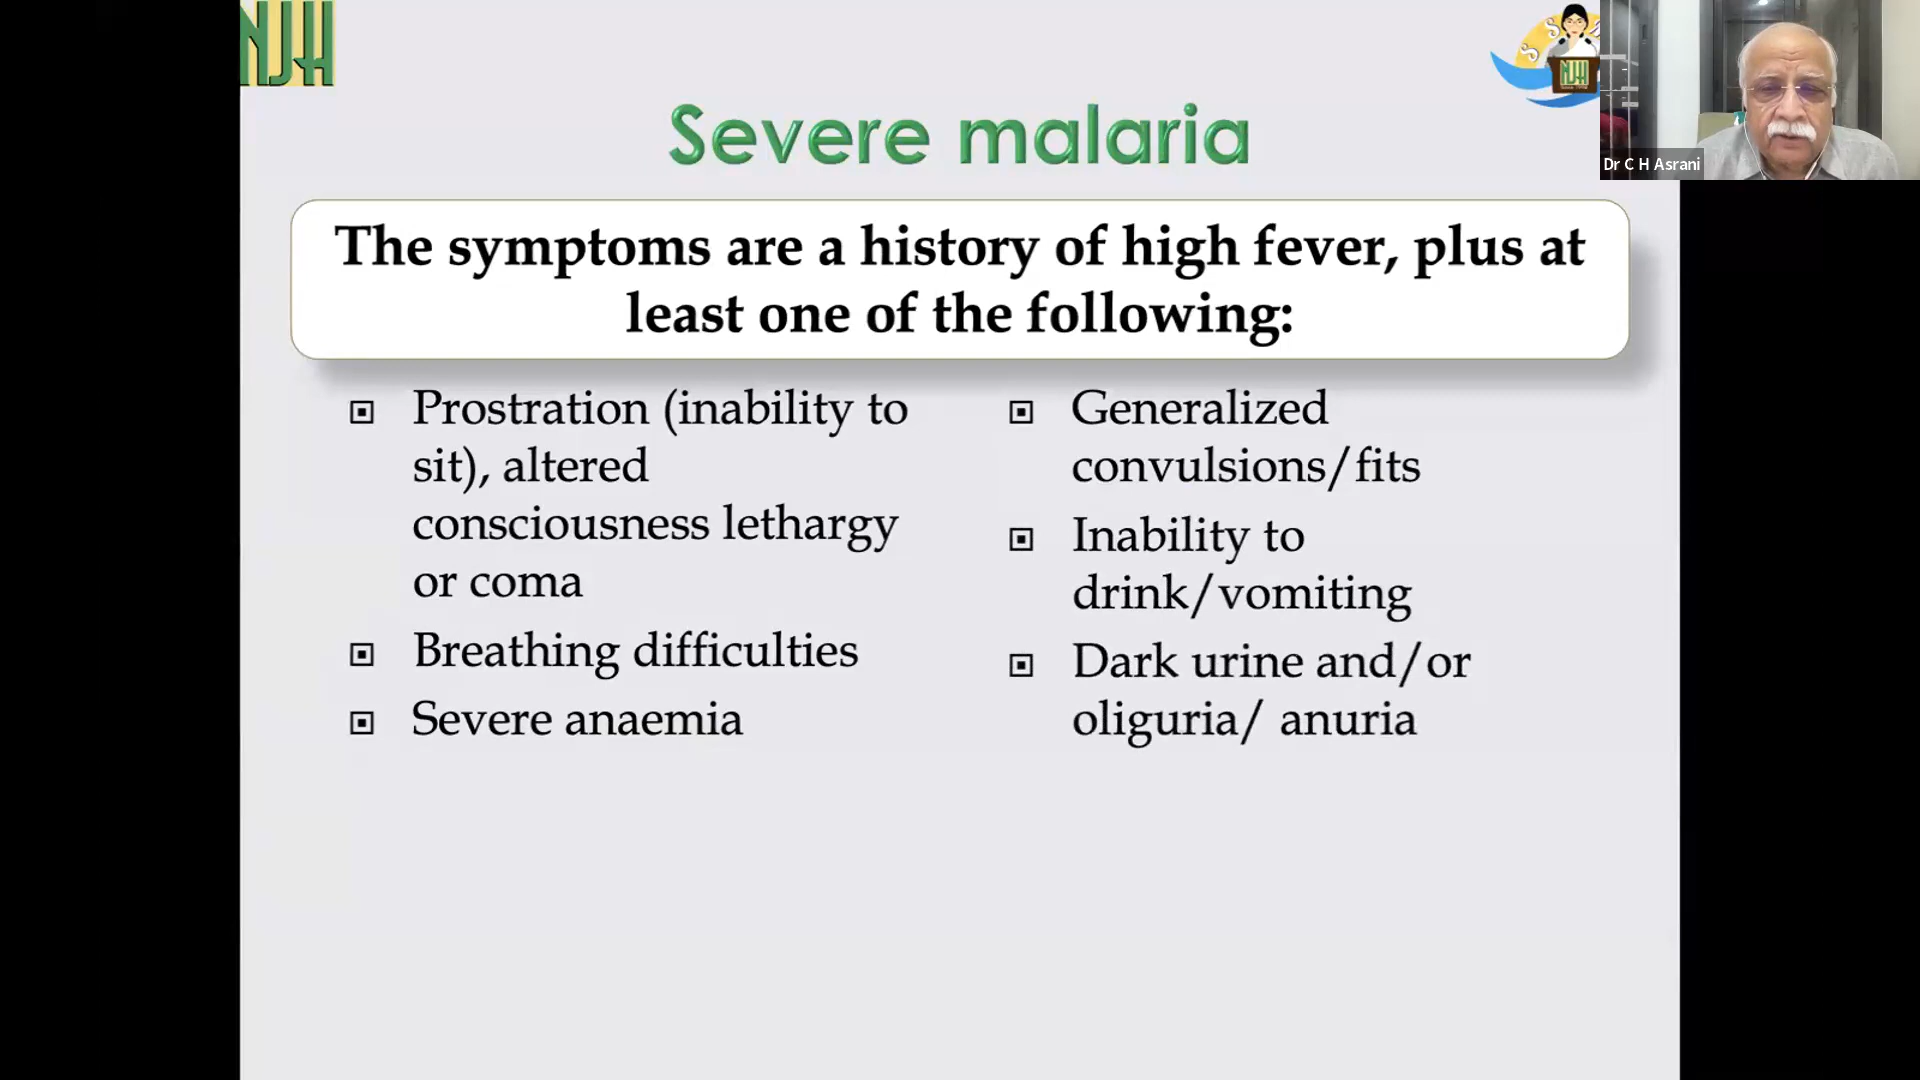 NJH
NJH
Dr C H Asrani
Severe malaria
The symptoms are a history of high fever, plus at
least one of the following:
Prostration (inability to
sit), altered
consciousness lethargy
or coma
Breathing difficulties
Severe anaemia
Generalized
convulsions/fits
Inability to
drink/vomiting
Dark urine and/or
oliguria/ anuria